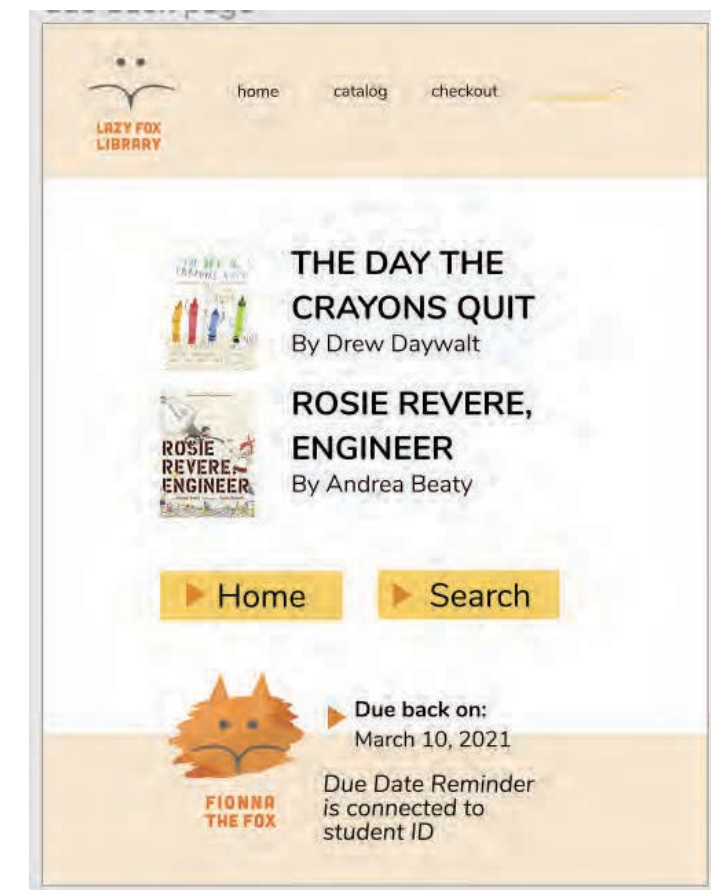 LAZY FOX
LIBRARY
home
catalog
checkout
THE DAY THE
CRAYONS QUIT
By Drew Daywalt
ROSIE
REVERE,
ENGINEER
ROSIE REVERE,
ENGINEER
By Andrea Beaty
Home
Search
FIONNA
THE FOX
Due back on:
March 10, 2021
Due Date Reminder
is connected to
student ID